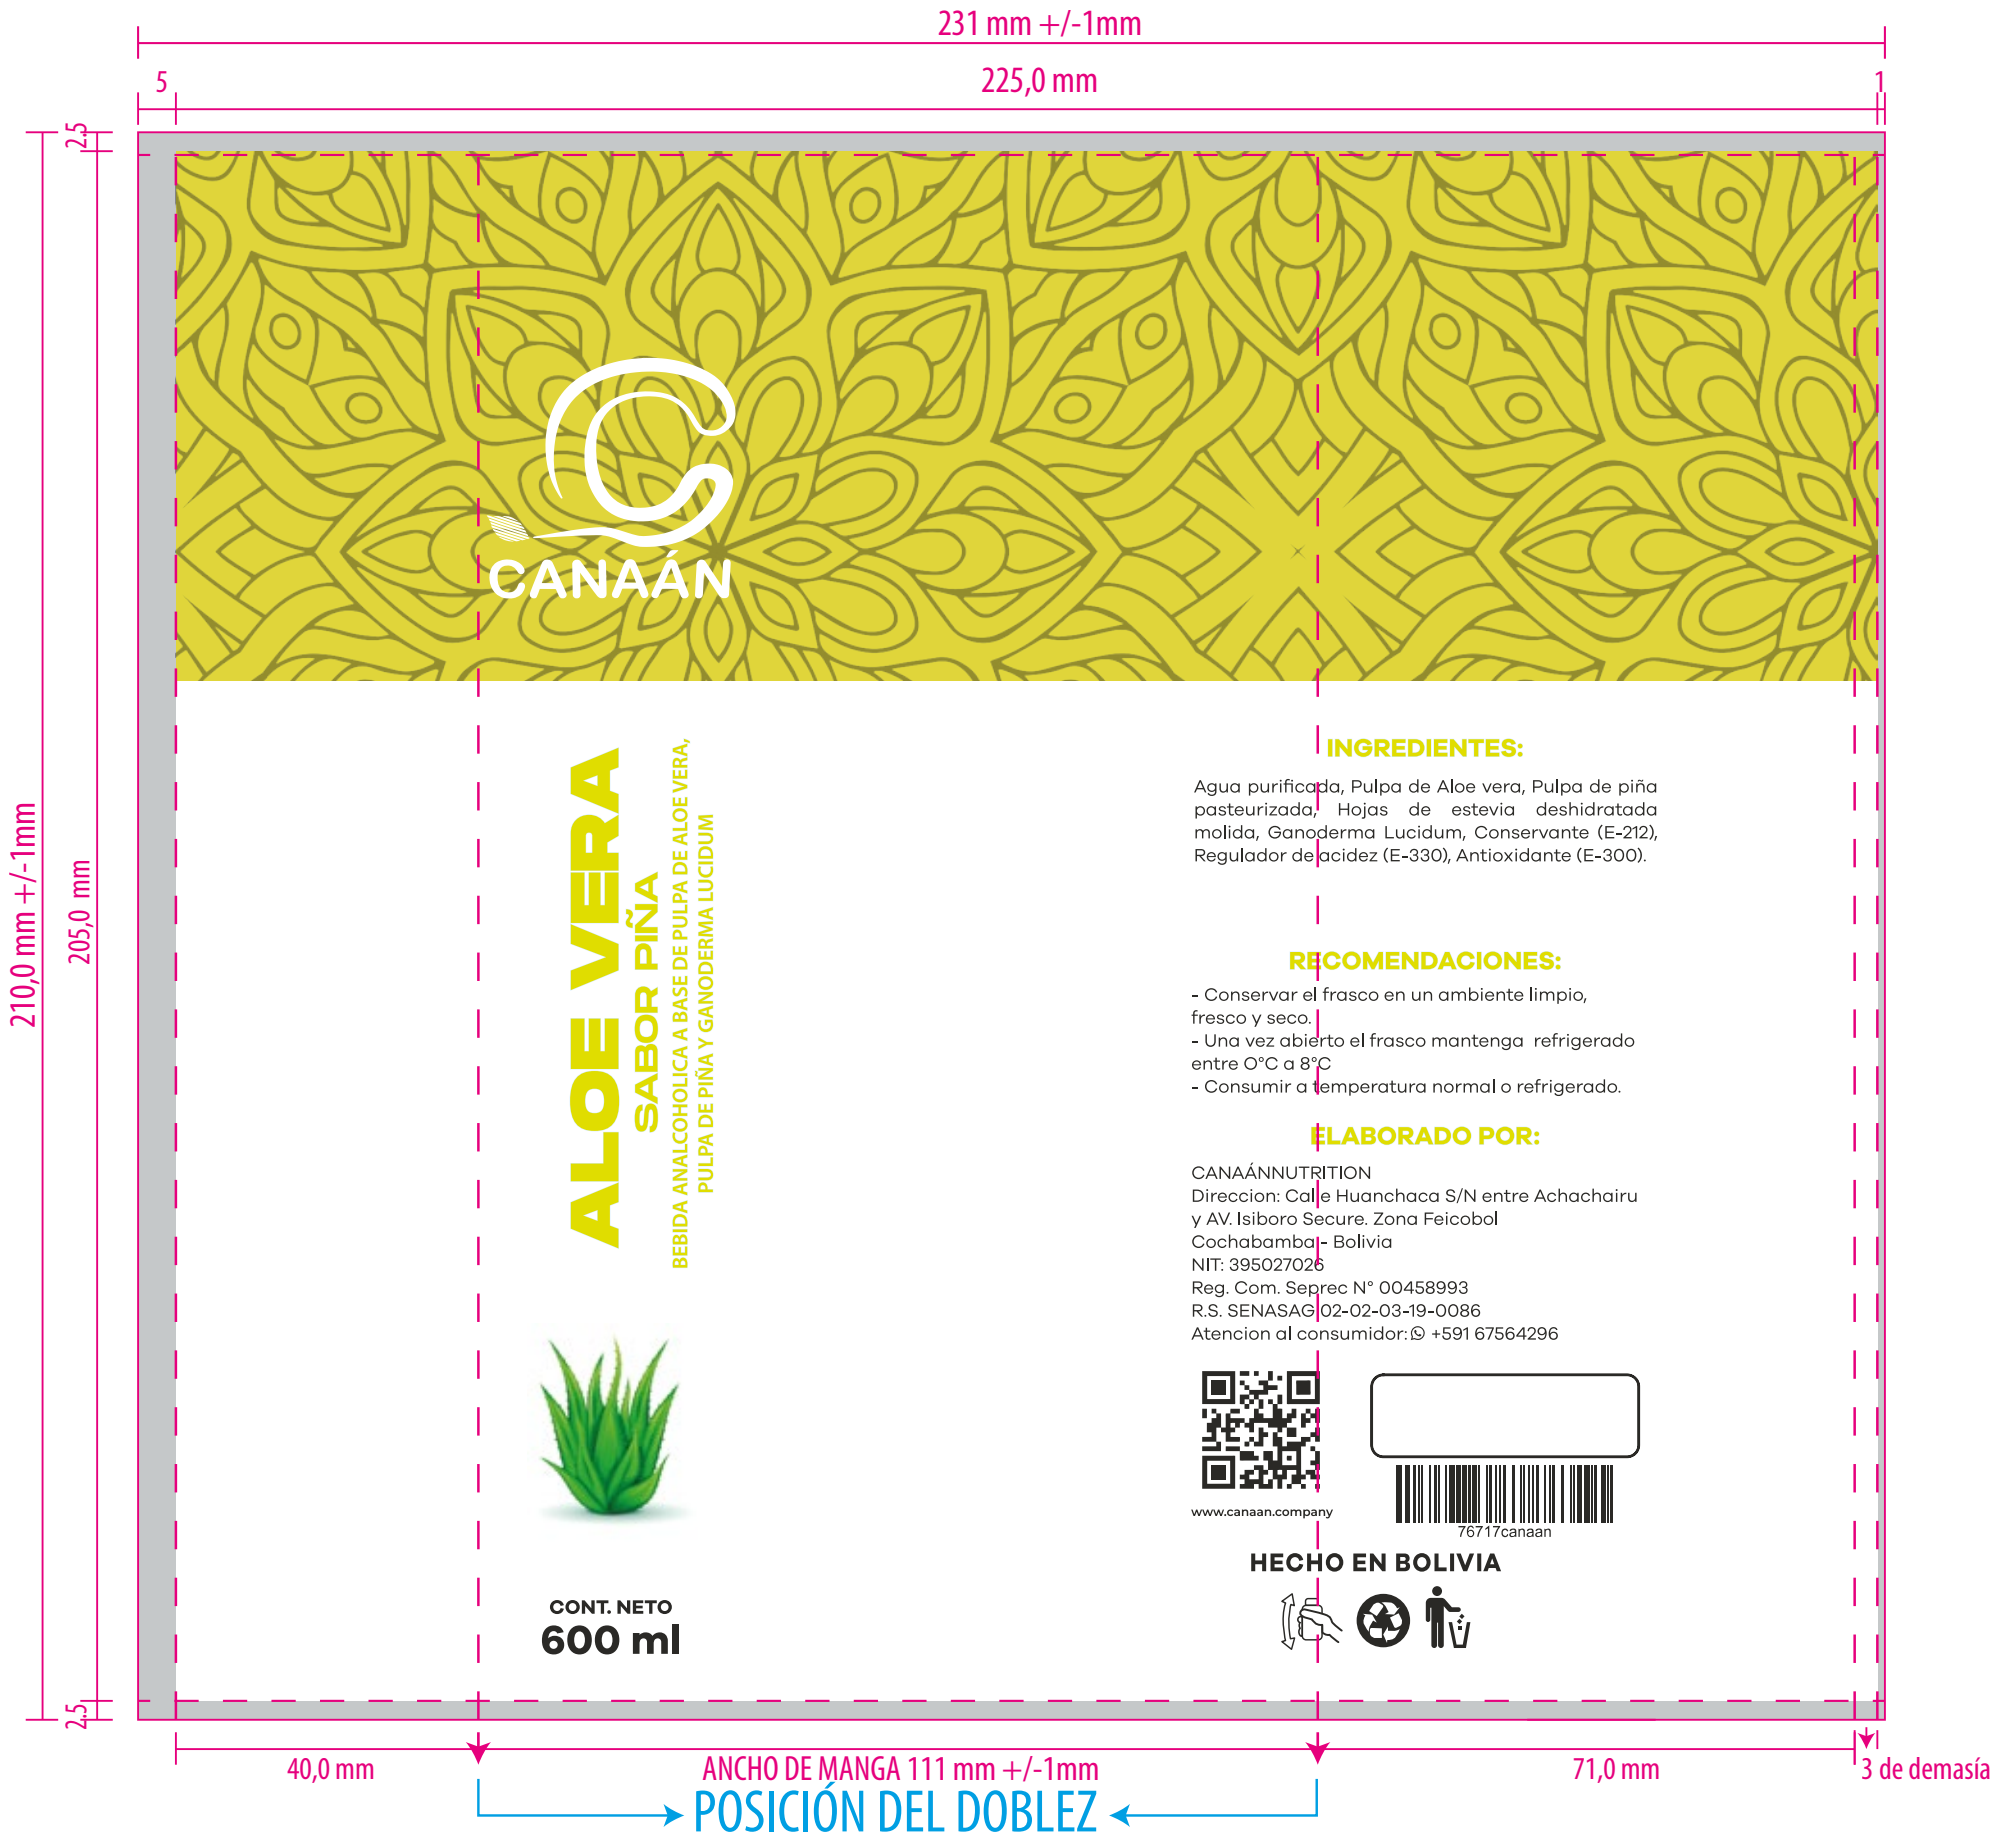 231 mm +/-1mm
5
225,0 mm
1
2.5
210,0 mm +/-1mm
205,0 mm
2.5
CANAÁN
ALOE VERA
SABOR PIÑA
BEBIDA ANALCOHOLICA A BASE DE PULPA DE ALOE VERA,
PULPA DE PIÑA Y GANODERMA LUCIDUM
CONT. NETO
600 ml
INGREDIENTES:
Agua purificada, Pulpa de Aloe vera, Pulpa de piña
pasteurizada, Hojas de estevia deshidratada
molida, Ganoderma Lucidum, Conservante (E-212),
Regulador de acidez (E-330), Antioxidante (E-300).
RECOMENDACIONES:
- Conservar el frasco en un ambiente limpio,
fresco y seco.
- Una vez abierto el frasco mantenga refrigerado
entre O°C a 8°C
- Consumir a temperatura normal o refrigerado.
ELABORADO POR:
CANAÁNNUTRITION
Direccion: Calle Huanchaca S/N entre Achachairu
y AV. Isiboro Secure. Zona Feicobol
Cochabamba - Bolivia
NIT: 395027026
Reg. Com. Seprec N° 00458993
R.S. SENASAG 02-02-03-19-0086
Atencion al consumidor: +591 67564296
www.canaan.company
76717canaan
HECHO EN BOLIVIA
40,0 mm
ANCHO DE MANGA 111 mm +/-1mm
71,0 mm
3 de demasía
POSICIÓN DEL DOBLEZ